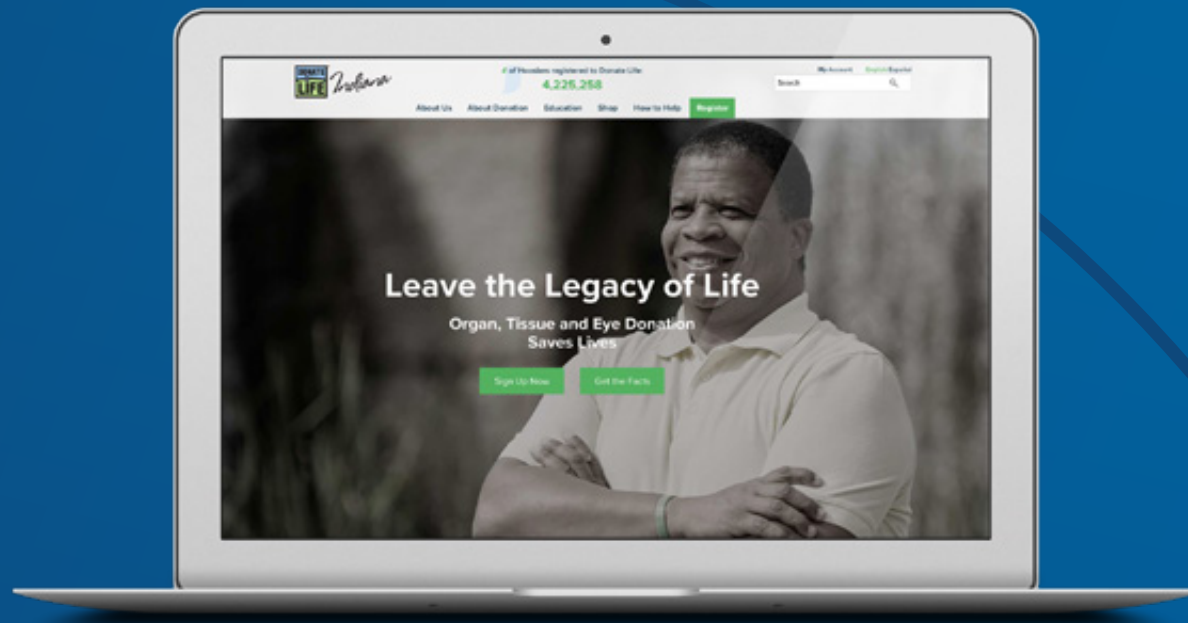 DONATE
LIFE Indiana
# of Hoosiers registered to Donate Life
4,225,258
My Account English Español
Search
About Us About Donation Education Shop How to Help Register
Leave the Legacy of Life
Organ, Tissue and Eye Donation
Saves Lives
Sign Up Now Get the Facts